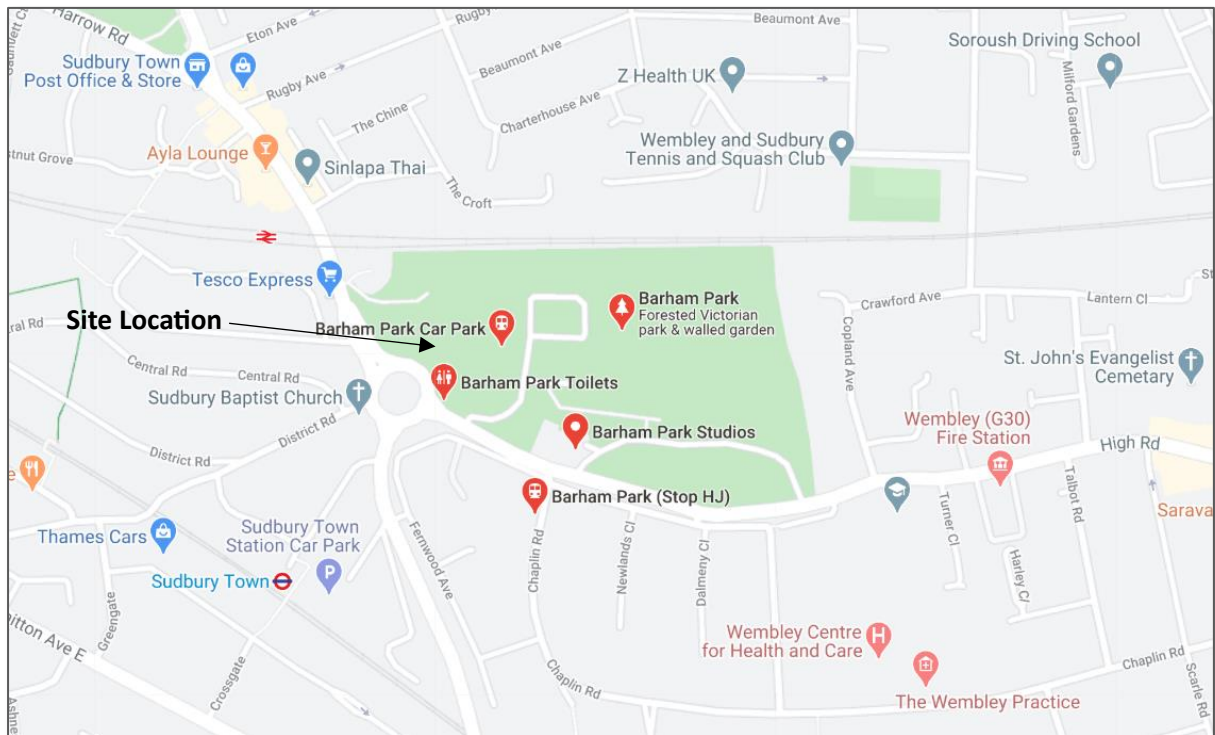 Harrow Rd
Eton Ave
Rugby
Beaumont Ave
Soroush Driving School
Sudbury Town
Post Office & Store
Rugby Ave
Beaumont Ave
Z Health UK
Milford Gardens
The Chine
Charterhouse Ave
Wembley and Sudbury
Tennis and Squash Club
stnut Grove
Ayla Lounge
Sinlapa Thai
The Croft
Tesco Express
Site Location
Barham Park Car Park
Barham Park
Forested Victorian
park & walled garden
Crawford Ave
Lantern Cl
St
ral Rd
Central Rd
Central Rd
Copland Ave
St. John's Evangelist
Cemetary
Sudbury Baptist Church
Barham Park Toilets
District Rd
Barham Park Studios
Wembley (G30)
Fire Station
High Rd
District Rd
e
Barham Park (Stop HJ)
Turner Cl
Talbot Rd
Sarava
Thames Cars
Sudbury Town
Station Car Park
P
Sudbury Town
Fernwood Ave
Chaplin Rd
Newlands Cl
Dalmeny Cl
Harley Cl
Greengate
itton Ave E
Crossgate
Wembley Centre
for Health and Care
H
Chaplin Rd
Chaplin Rd
The Wembley Practice
Scarle Rd
Ashne